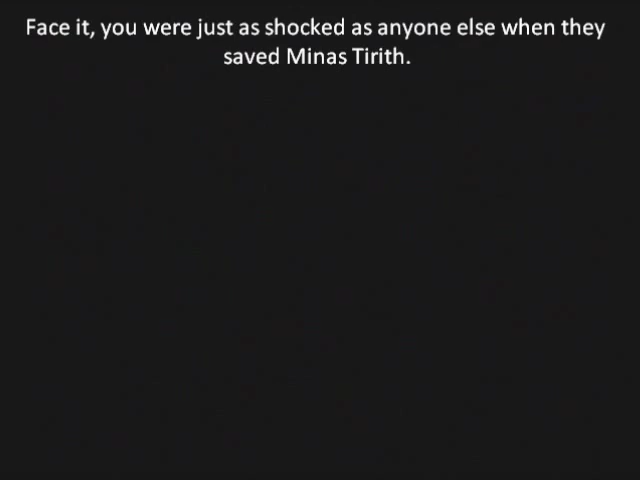 Face it, you were just as shocked as anyone else when they
saved Minas Tirith.